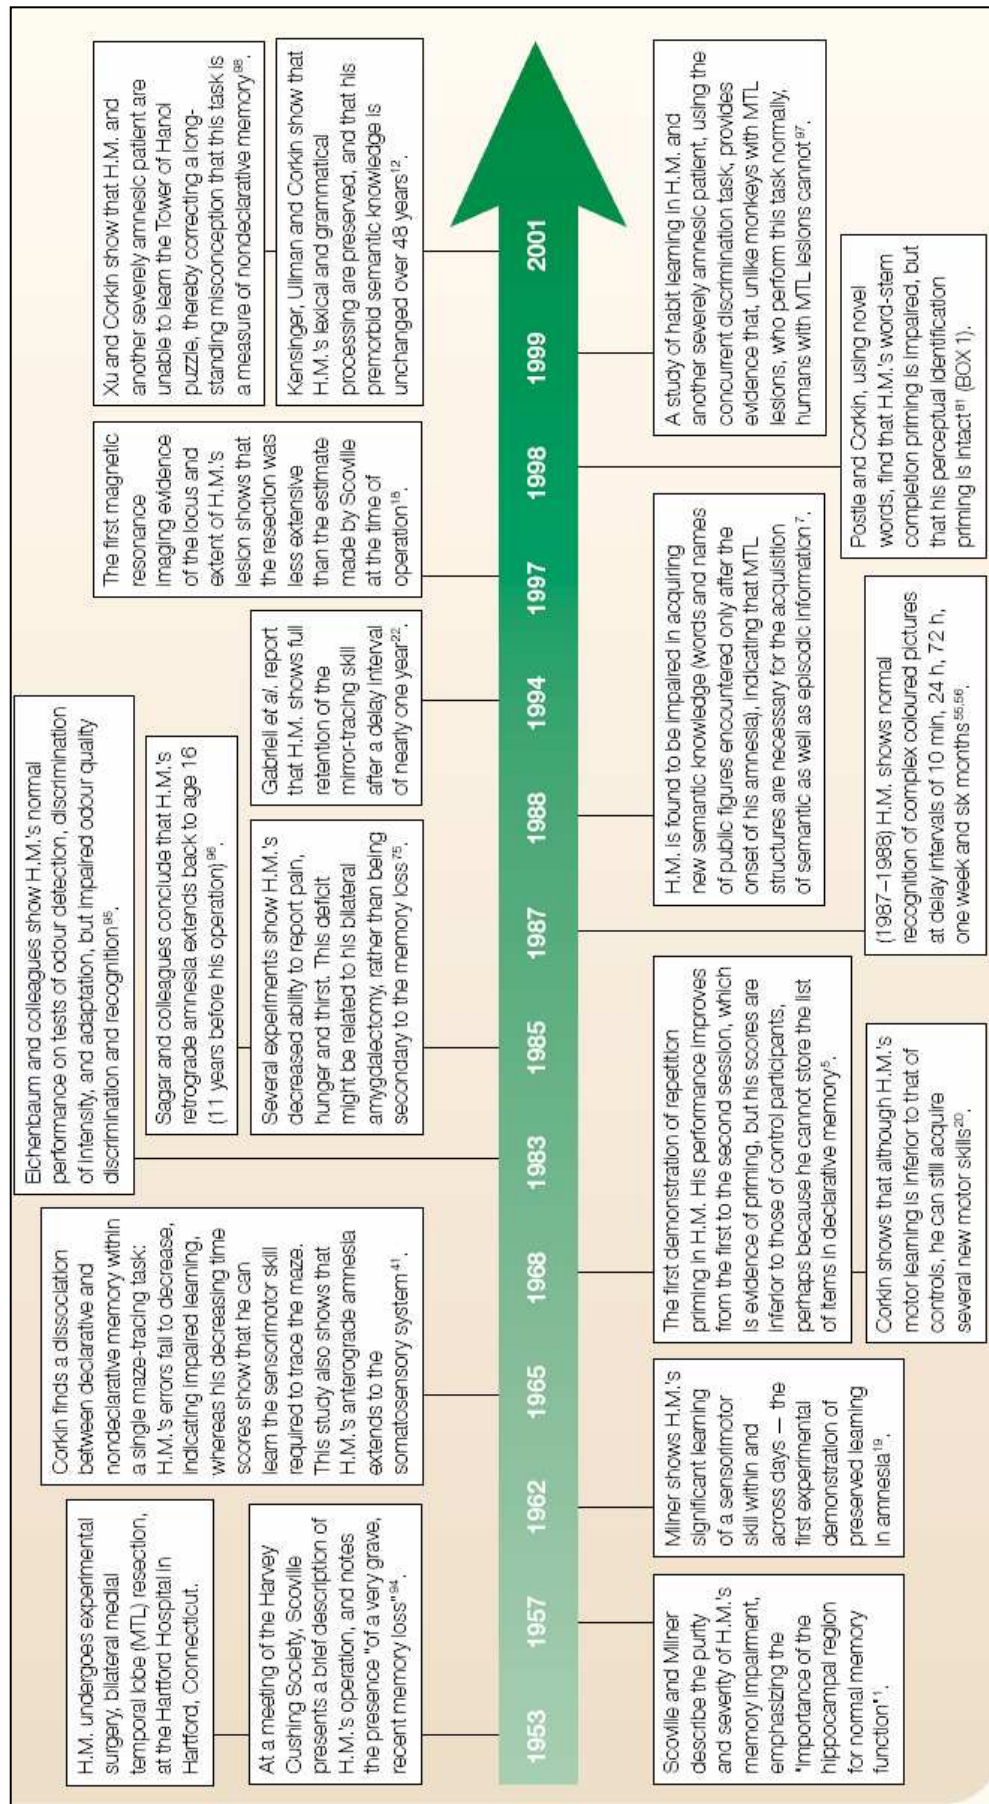 H.M. undergoes experimental
surgery, bilateral medial
temporal lobe (MTL) resection,
at the Hartford Hospital in
Hartford, Connecticut.
At a meeting of the Harvey
Cushing Society, Scoville
presents a brief description of
H.M.'s operation, and notes
the presence "of a very grave,
recent memory loss"94.
Corkin finds a dissociation
between declarative and
nondeclarative memory within
a single maze-tracing task:
H.M.'s errors fail to decrease,
indicating impaired learning,
whereas his decreasing time
scores show that he can
learn the sensorimotor skill
required to trace the maze.
This study also shows that
H.M.'s anterograde amnesia
extends to the
somatosensory system41.
Eichenbaum and colleagues show H.M.'s normal
performance on tests of odour detection, discrimination
of intensity, and adaptation, but impaired odour quality
discrimination and recognition95.
Sagar and colleagues conclude that H.M.'s
retrograde amnesia extends back to age 16
(11 years before his operation)96.
Several experiments show H.M.'s
decreased ability to report pain,
hunger and thirst. This deficit
might be related to his bilateral
amygdalectomy, rather than being
secondary to the memory loss75.
Gabrieli et al. report
that H.M. shows full
retention of the
mirror-tracing skill
after a delay interval
of nearly one year22.
The first magnetic
resonance
imaging evidence
of the locus and
extent of H.M.'s
lesion shows that
the resection was
less extensive
than the estimate
made by Scoville
at the time of
operation18.
Xu and Corkin show that H.M. and
another severely amnesic patient are
unable to learn the Tower of Hanoi
puzzle, thereby correcting a long-
standing misconception that this task is
a measure of nondeclarative memory98.
Kensinger, Ullman and Corkin show that
H.M.'s lexical and grammatical
processing are preserved, and that his
premorbid semantic knowledge is
unchanged over 48 years12.
1953 1957 1962 1965 1968 1983 1985 1987 1988 1994 1997 1998 1999 2001
Scoville and Milner
describe the purity
and severity of H.M.'s
memory impairment,
emphasizing the
"importance of the
hippocampal region
for normal memory
function"1.
Milner shows H.M.'s
significant learning
of a sensorimotor
skill within and
across days – the
first experimental
demonstration of
preserved learning
in amnesia19.
The first demonstration of repetition
priming in H.M. His performance improves
from the first to the second session, which
is evidence of priming, but his scores are
inferior to those of control participants,
perhaps because he cannot store the list
of items in declarative memory5.
Corkin shows that although H.M.'s
motor learning is inferior to that of
controls, he can still acquire
several new motor skills20.
(1987–1988) H.M. shows normal
recognition of complex coloured pictures
at delay intervals of 10 min, 24 h, 72 h,
one week and six months55,56.
H.M. is found to be impaired in acquiring
new semantic knowledge (words and names
of public figures encountered only after the
onset of his amnesia), indicating that MTL
structures are necessary for the acquisition
of semantic as well as episodic information7.
Postle and Corkin, using novel
words, find that H.M.'s word-stem
completion priming is impaired, but
that his perceptual identification
priming is intact81 (BOX 1).
A study of habit learning in H.M. and
another severely amnesic patient, using the
concurrent discrimination task, provides
evidence that, unlike monkeys with MTL
lesions, who perform this task normally,
humans with MTL lesions cannot97.